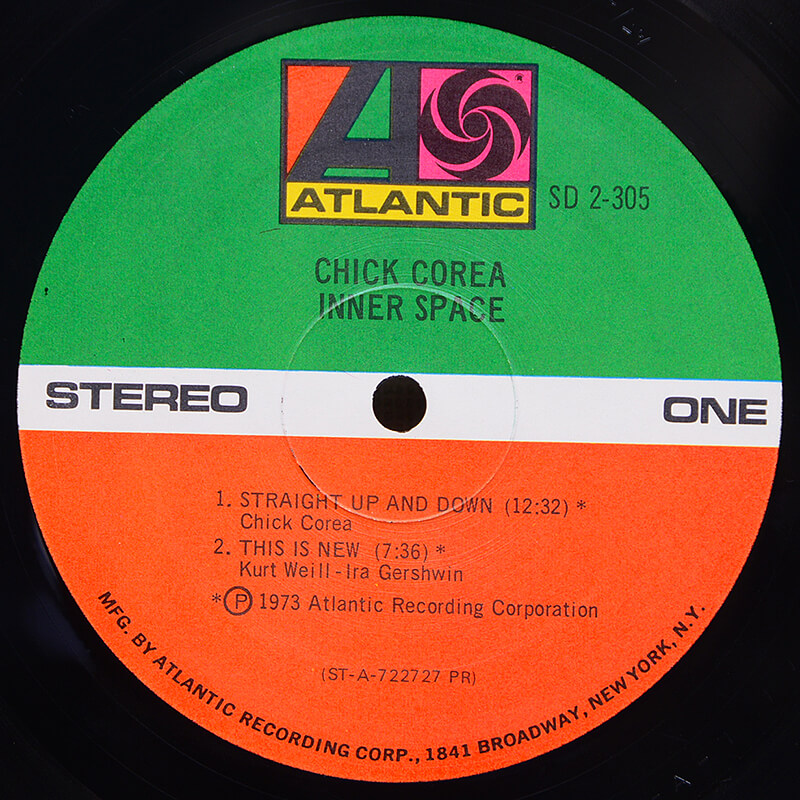 ATLANTIC
SD 2-305
CHICK COREA
INNER SPACE
STEREO
ONE
1. STRAIGHT UP AND DOWN (12:32) *
Chick Corea
2. THIS IS NEW (7:36) *
Kurt Weill - Ira Gershwin
*Ⓟ 1973 Atlantic Recording Corporation
(ST-A-722727 PR)
MFG. BY ATLANTIC RECORDING CORP., 1841 BROADWAY, NEW YORK, N.Y.